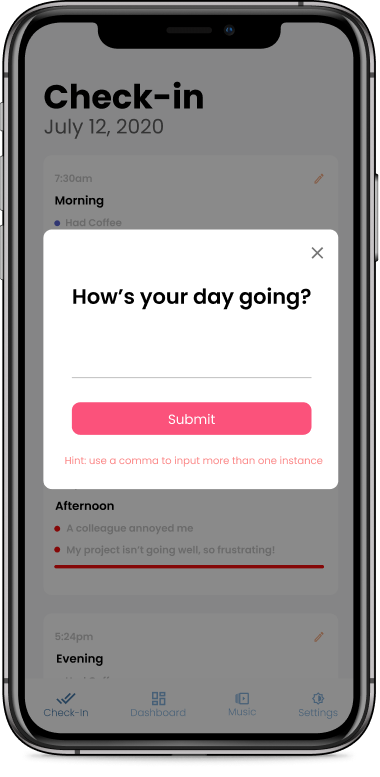 Check-in
July 12, 2020
7:30am
Morning
Had Coffee
How's your day going?
Submit
Hint: use a comma to input more than one instance
Afternoon
A colleague annoyed me
My project isn't going well, so frustrating!
5:24pm
Evening
Check-In Dashboard Music Settings